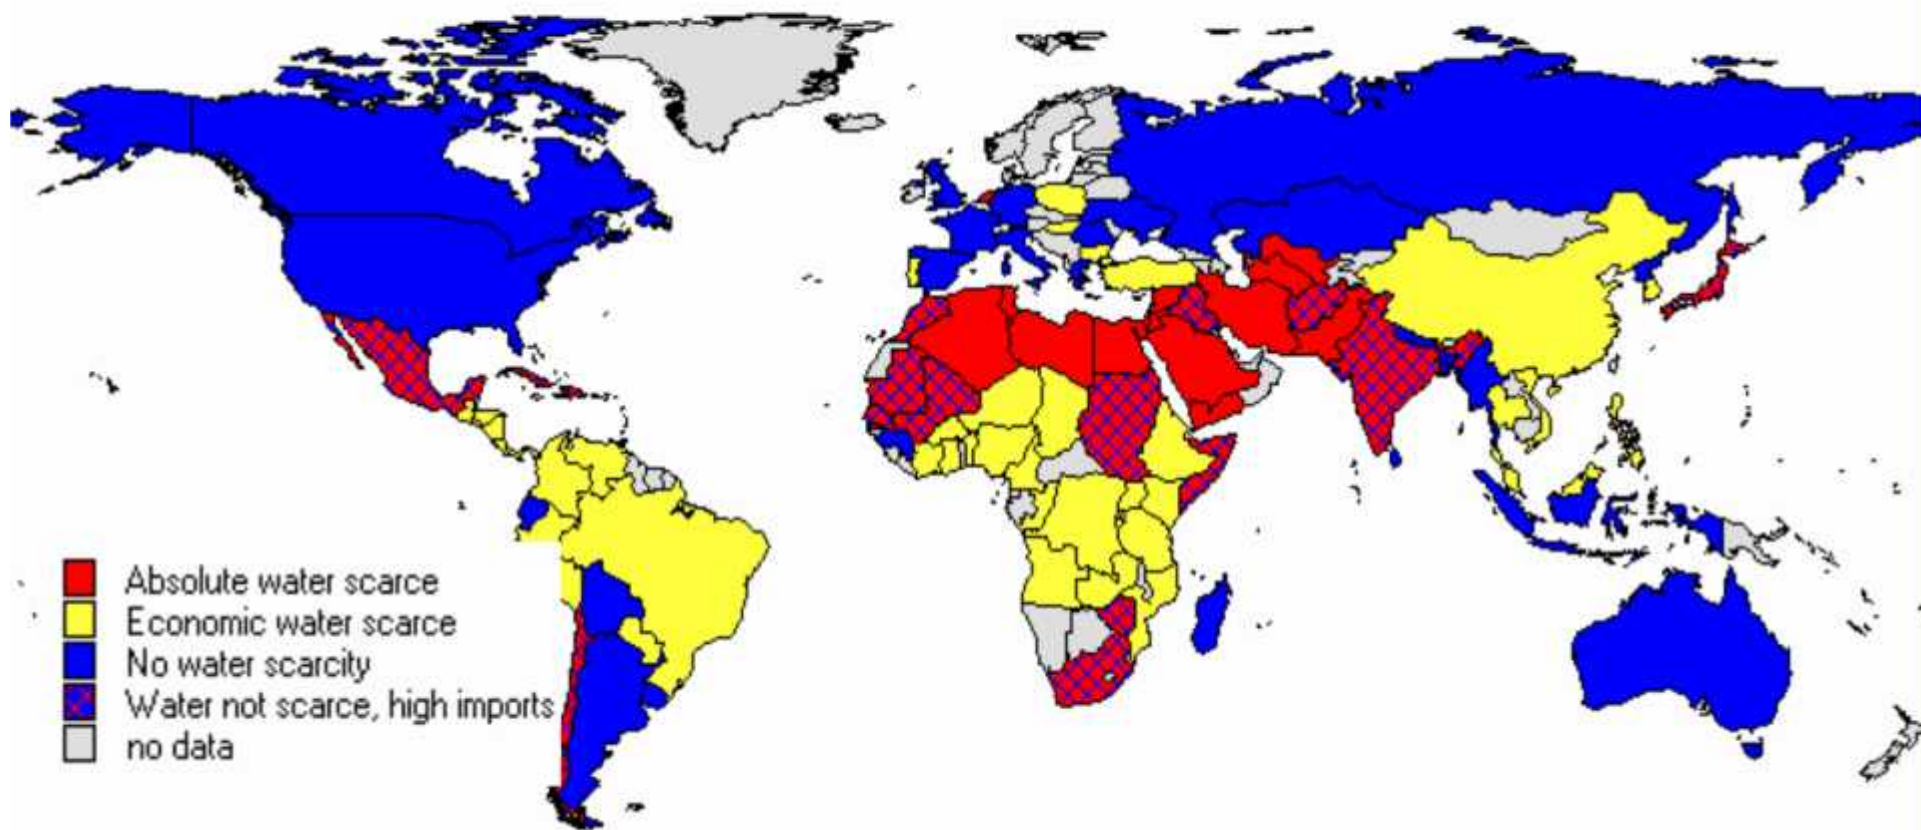 Absolute water scarce
Economic water scarce
No water scarcity
Water not scarce, high imports
no data